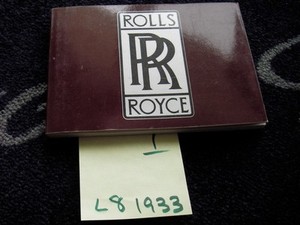 ROLLS
RR
ROYCE
1
L8 1933